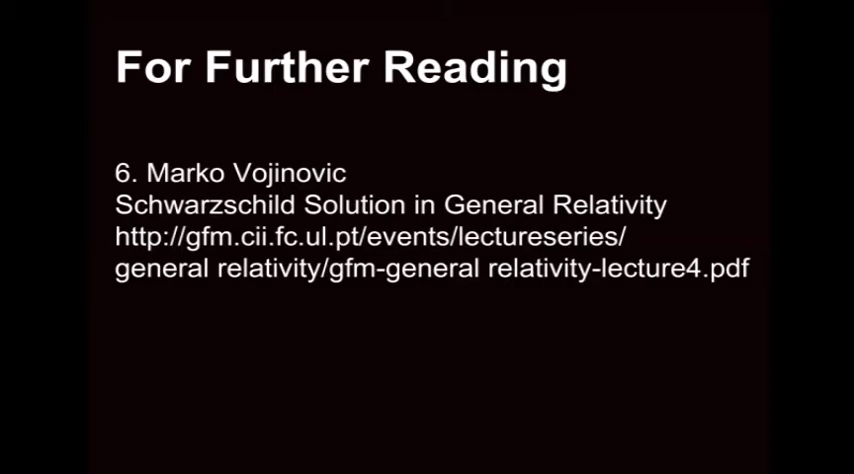 For Further Reading
6. Marko Vojinovic
Schwarzschild Solution in General Relativity
http://gfm.cii.fc.ul.pt/events/lectureseries/
general relativity/gfm-general relativity-lecture4.pdf